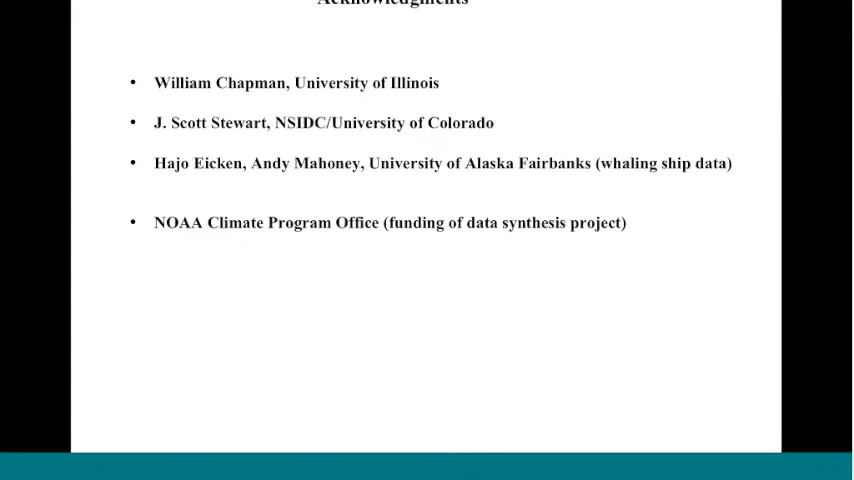 Acknowledgments
• William Chapman, University of Illinois
• J. Scott Stewart, NSIDC/University of Colorado
• Hajo Eicken, Andy Mahoney, University of Alaska Fairbanks (whaling ship data)
• NOAA Climate Program Office (funding of data synthesis project)